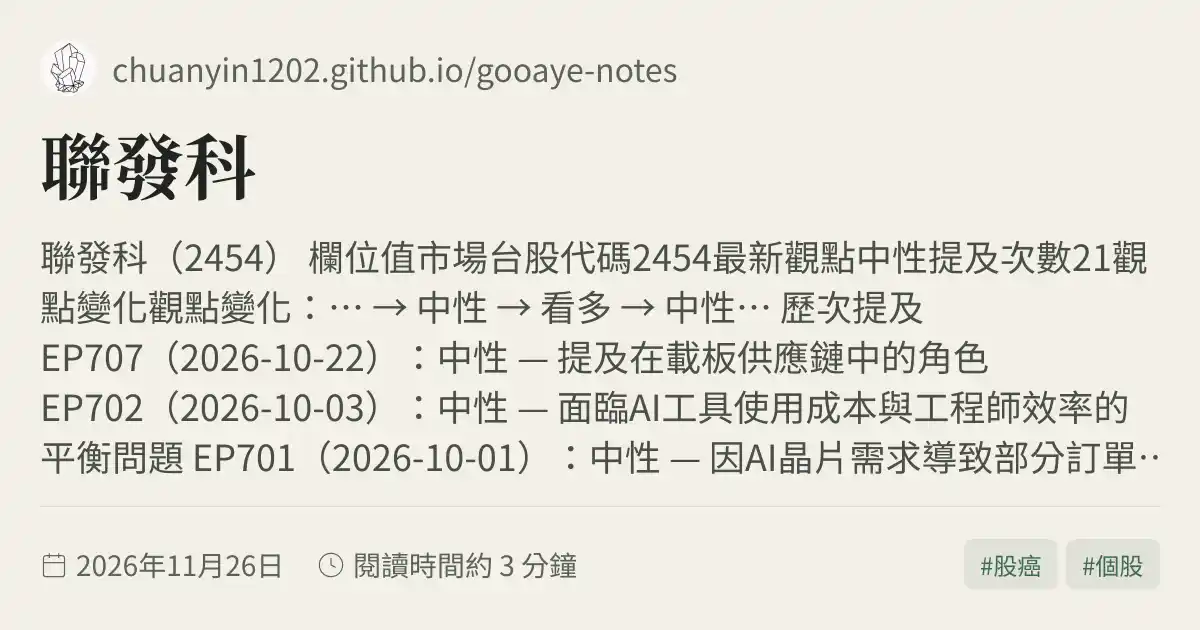 chuanyin1202.github.io/gooaye-notes
聯發科
聯發科（2454） 欄位值市場台股代碼2454最新觀點中性提及次數21觀
點變化觀點變化：… → 中性 → 看多 → 中性… 歷次提及
EP707（2026-10-22）：中性 — 提及在載板供應鏈中的角色
EP702（2026-10-03）：中性 — 面臨AI工具使用成本與工程師效率的
平衡問題 EP701（2026-10-01）：中性 — 因AI晶片需求導致部分訂單…
2026年11月26日 閱讀時間約 3 分鐘 #股癌 #個股